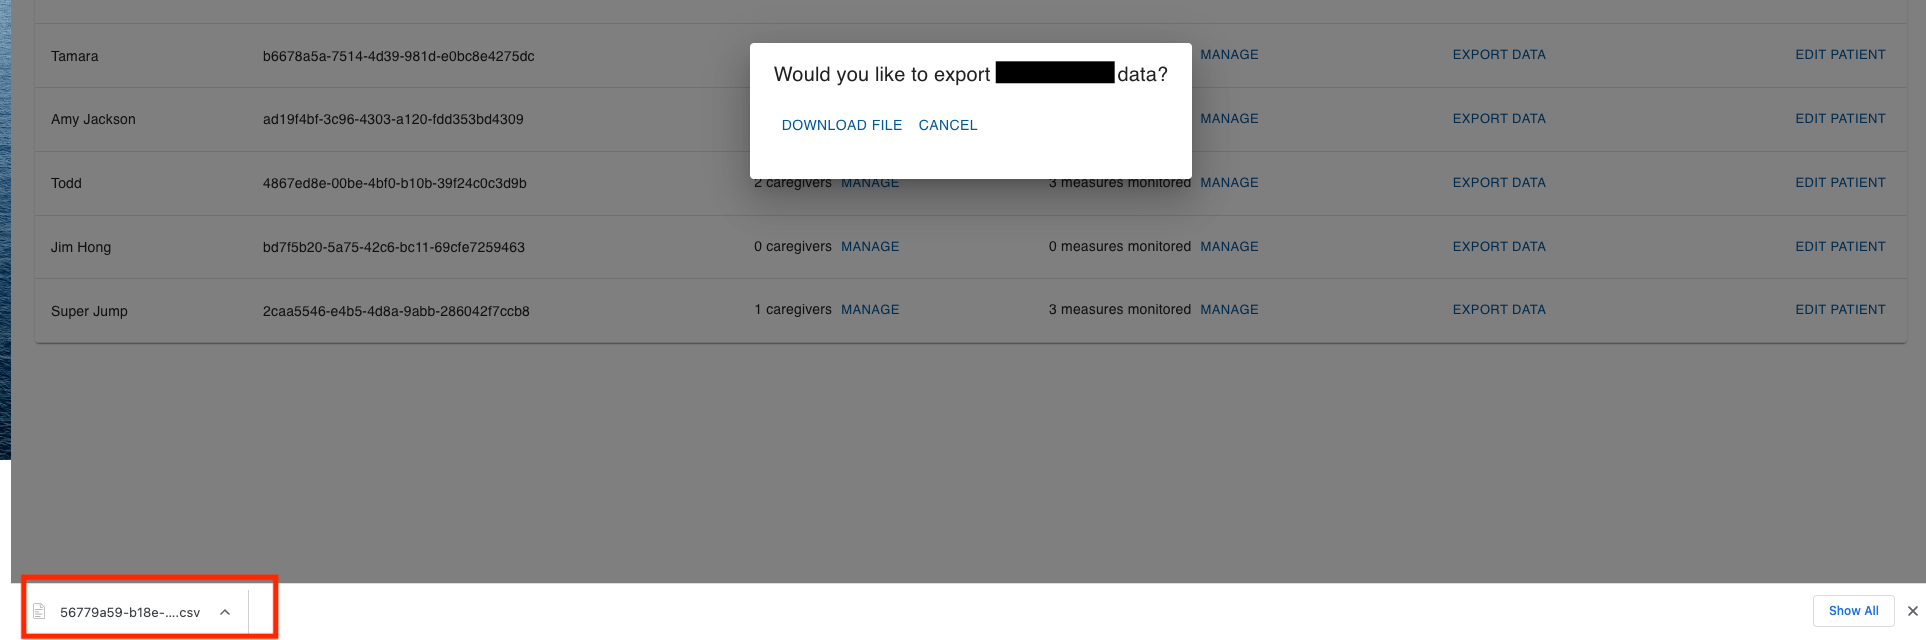 Would you like to export data?
DOWNLOAD FILE CANCEL
Tamara b6678a5a-7514-4d39-981d-e0bc8e4275dc MANAGE EXPORT DATA EDIT PATIENT
Amy Jackson ad19f4bf-3c96-4303-a120-fdd353bd4309 MANAGE EXPORT DATA EDIT PATIENT
Todd 4867ed8e-00be-4bf0-b10b-39f24c0c3d9b 2 caregivers MANAGE 3 measures monitored MANAGE EXPORT DATA EDIT PATIENT
Jim Hong bd7f5b20-5a75-42c6-bc11-69cfe7259463 0 caregivers MANAGE 0 measures monitored MANAGE EXPORT DATA EDIT PATIENT
Super Jump 2caa5546-e4b5-4d8a-9abb-286042f7ccb8 1 caregivers MANAGE 3 measures monitored MANAGE EXPORT DATA EDIT PATIENT
56779a59-b18e-....csv Show All